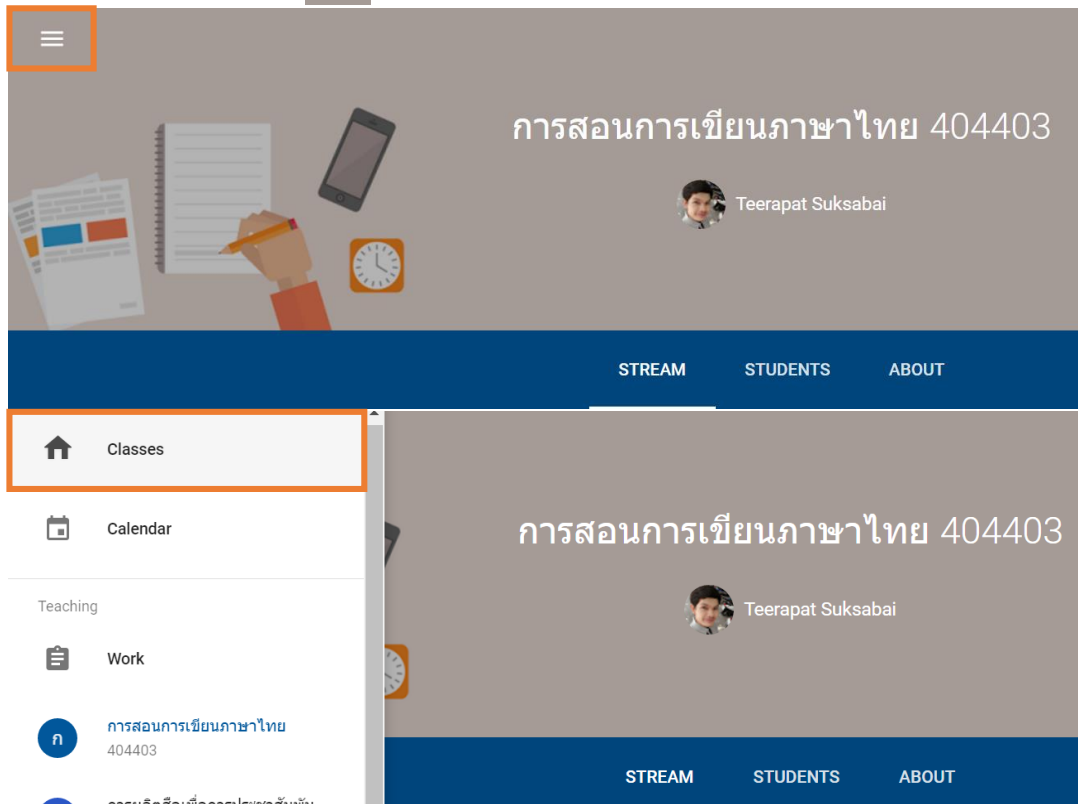 การสอนการเขียนภาษาไทย 404403
Teerapat Suksabai
STREAM STUDENTS ABOUT
Classes
Calendar
Teaching
Work
การสอนการเขียนภาษาไทย
404403
การสอนการเขียนภาษาไทย 404403
Teerapat Suksabai
STREAM STUDENTS ABOUT